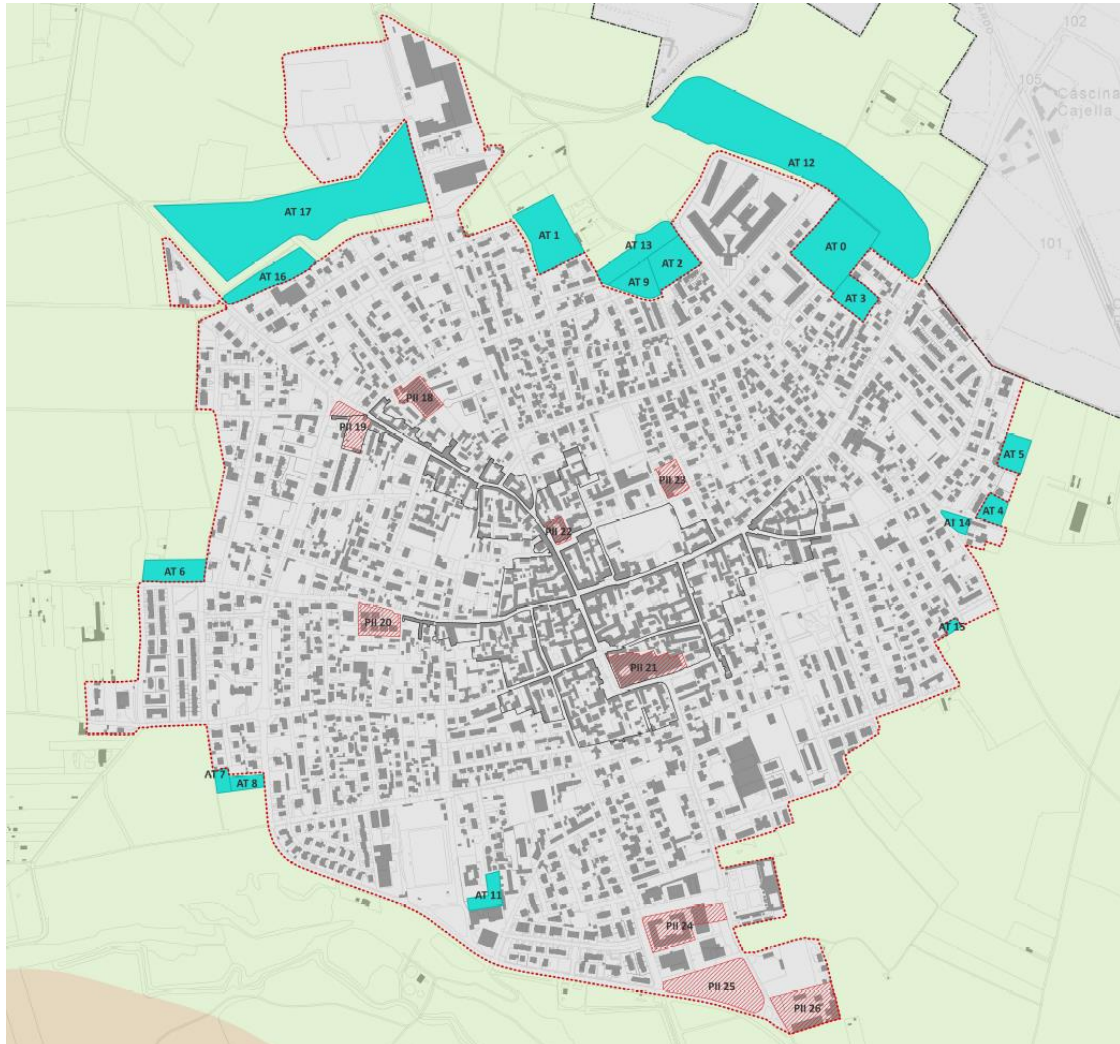 102
105
Cascina
Cajella
AT 12
AT 17
AT 1
AT 13
AT 0
101
AT 2
AT 16
AT 9
AT 3
PII 18
PII 19
AT 5
PII 23
AT 4
AT 14
PII 22
AT 6
PII 20
AT 15
PII 21
AT 7
AT 8
AT 11
PII 24
PII 25
PII 26